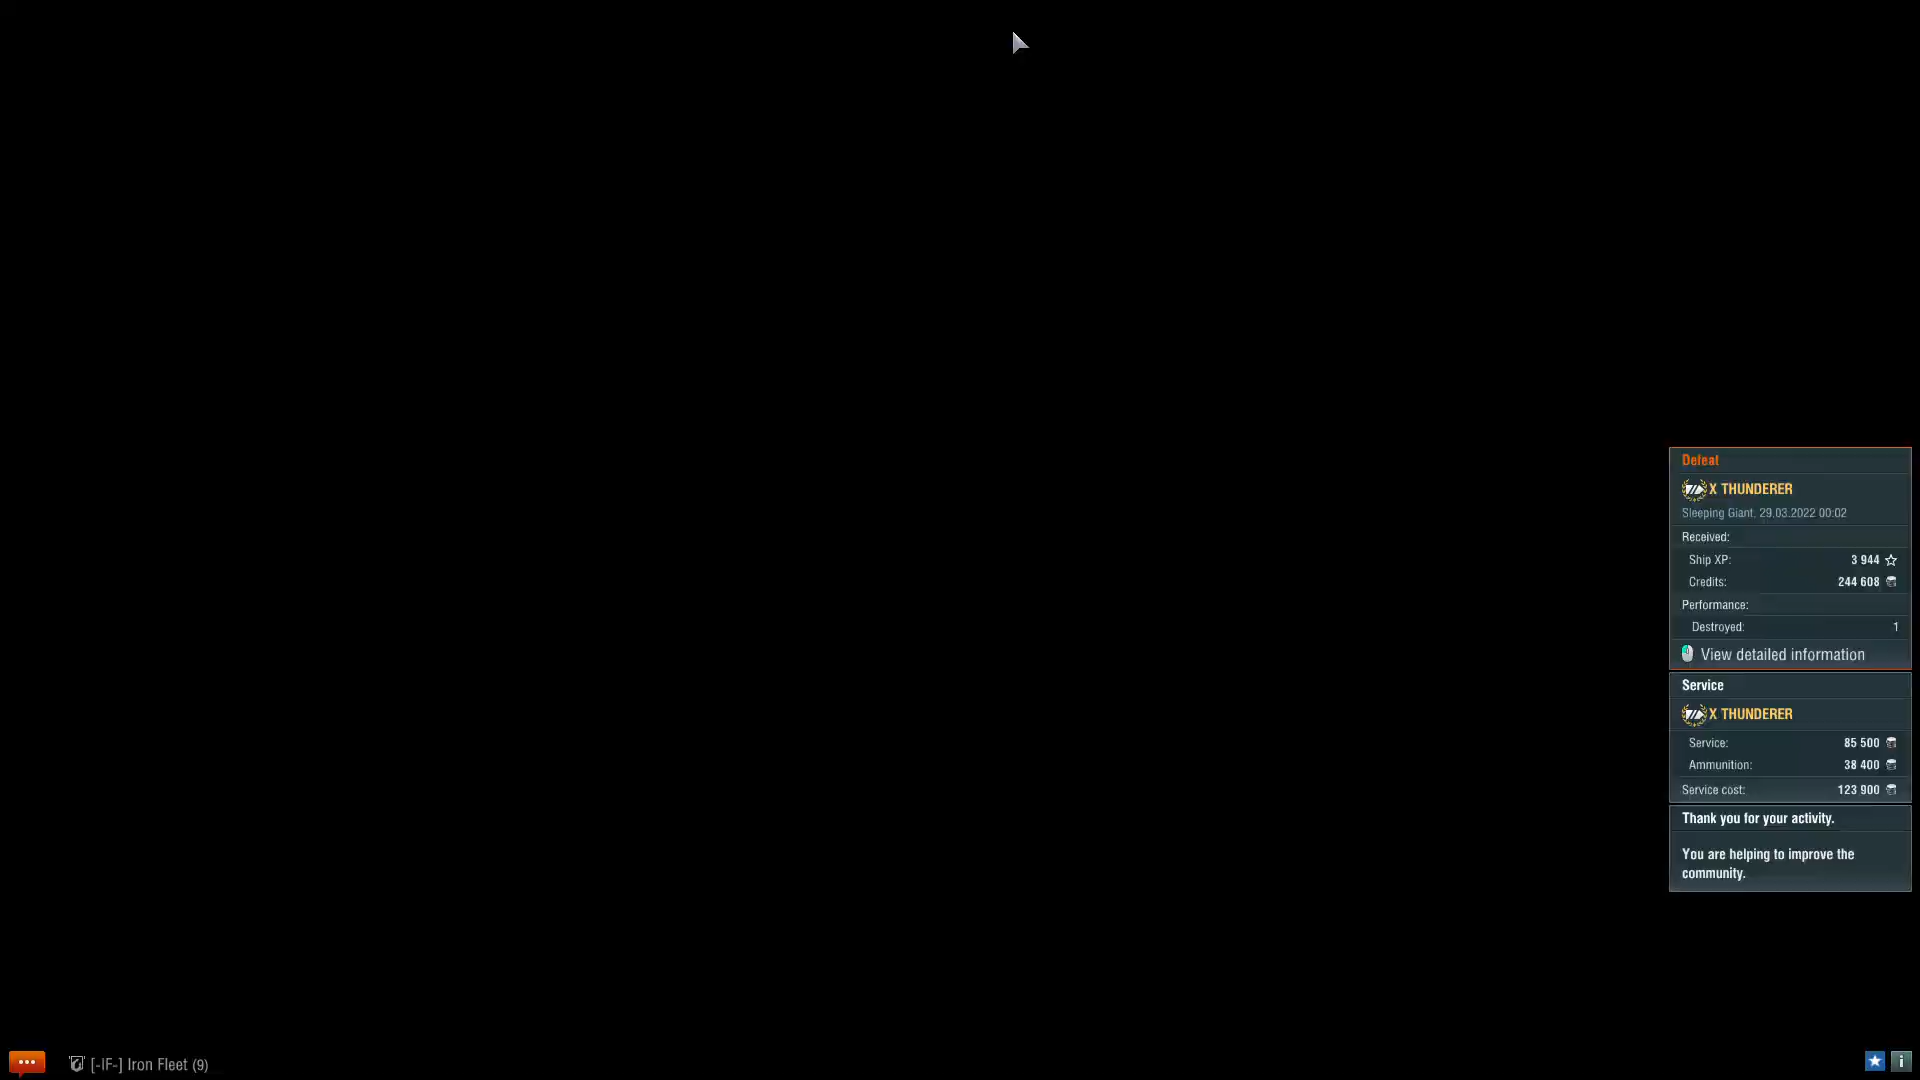 Defeat
X THUNDERER
Sleeping Giant, 29.03.2022 00:02
Received:
Ship XP: 3 944
Credits: 244 608
Performance:
Destroyed: 1
View detailed information
Service
X THUNDERER
Service: 85 500
Ammunition: 38 400
Service cost: 123 900
Thank you for your activity.
You are helping to improve the
community.
[-IF-] Iron Fleet (9)